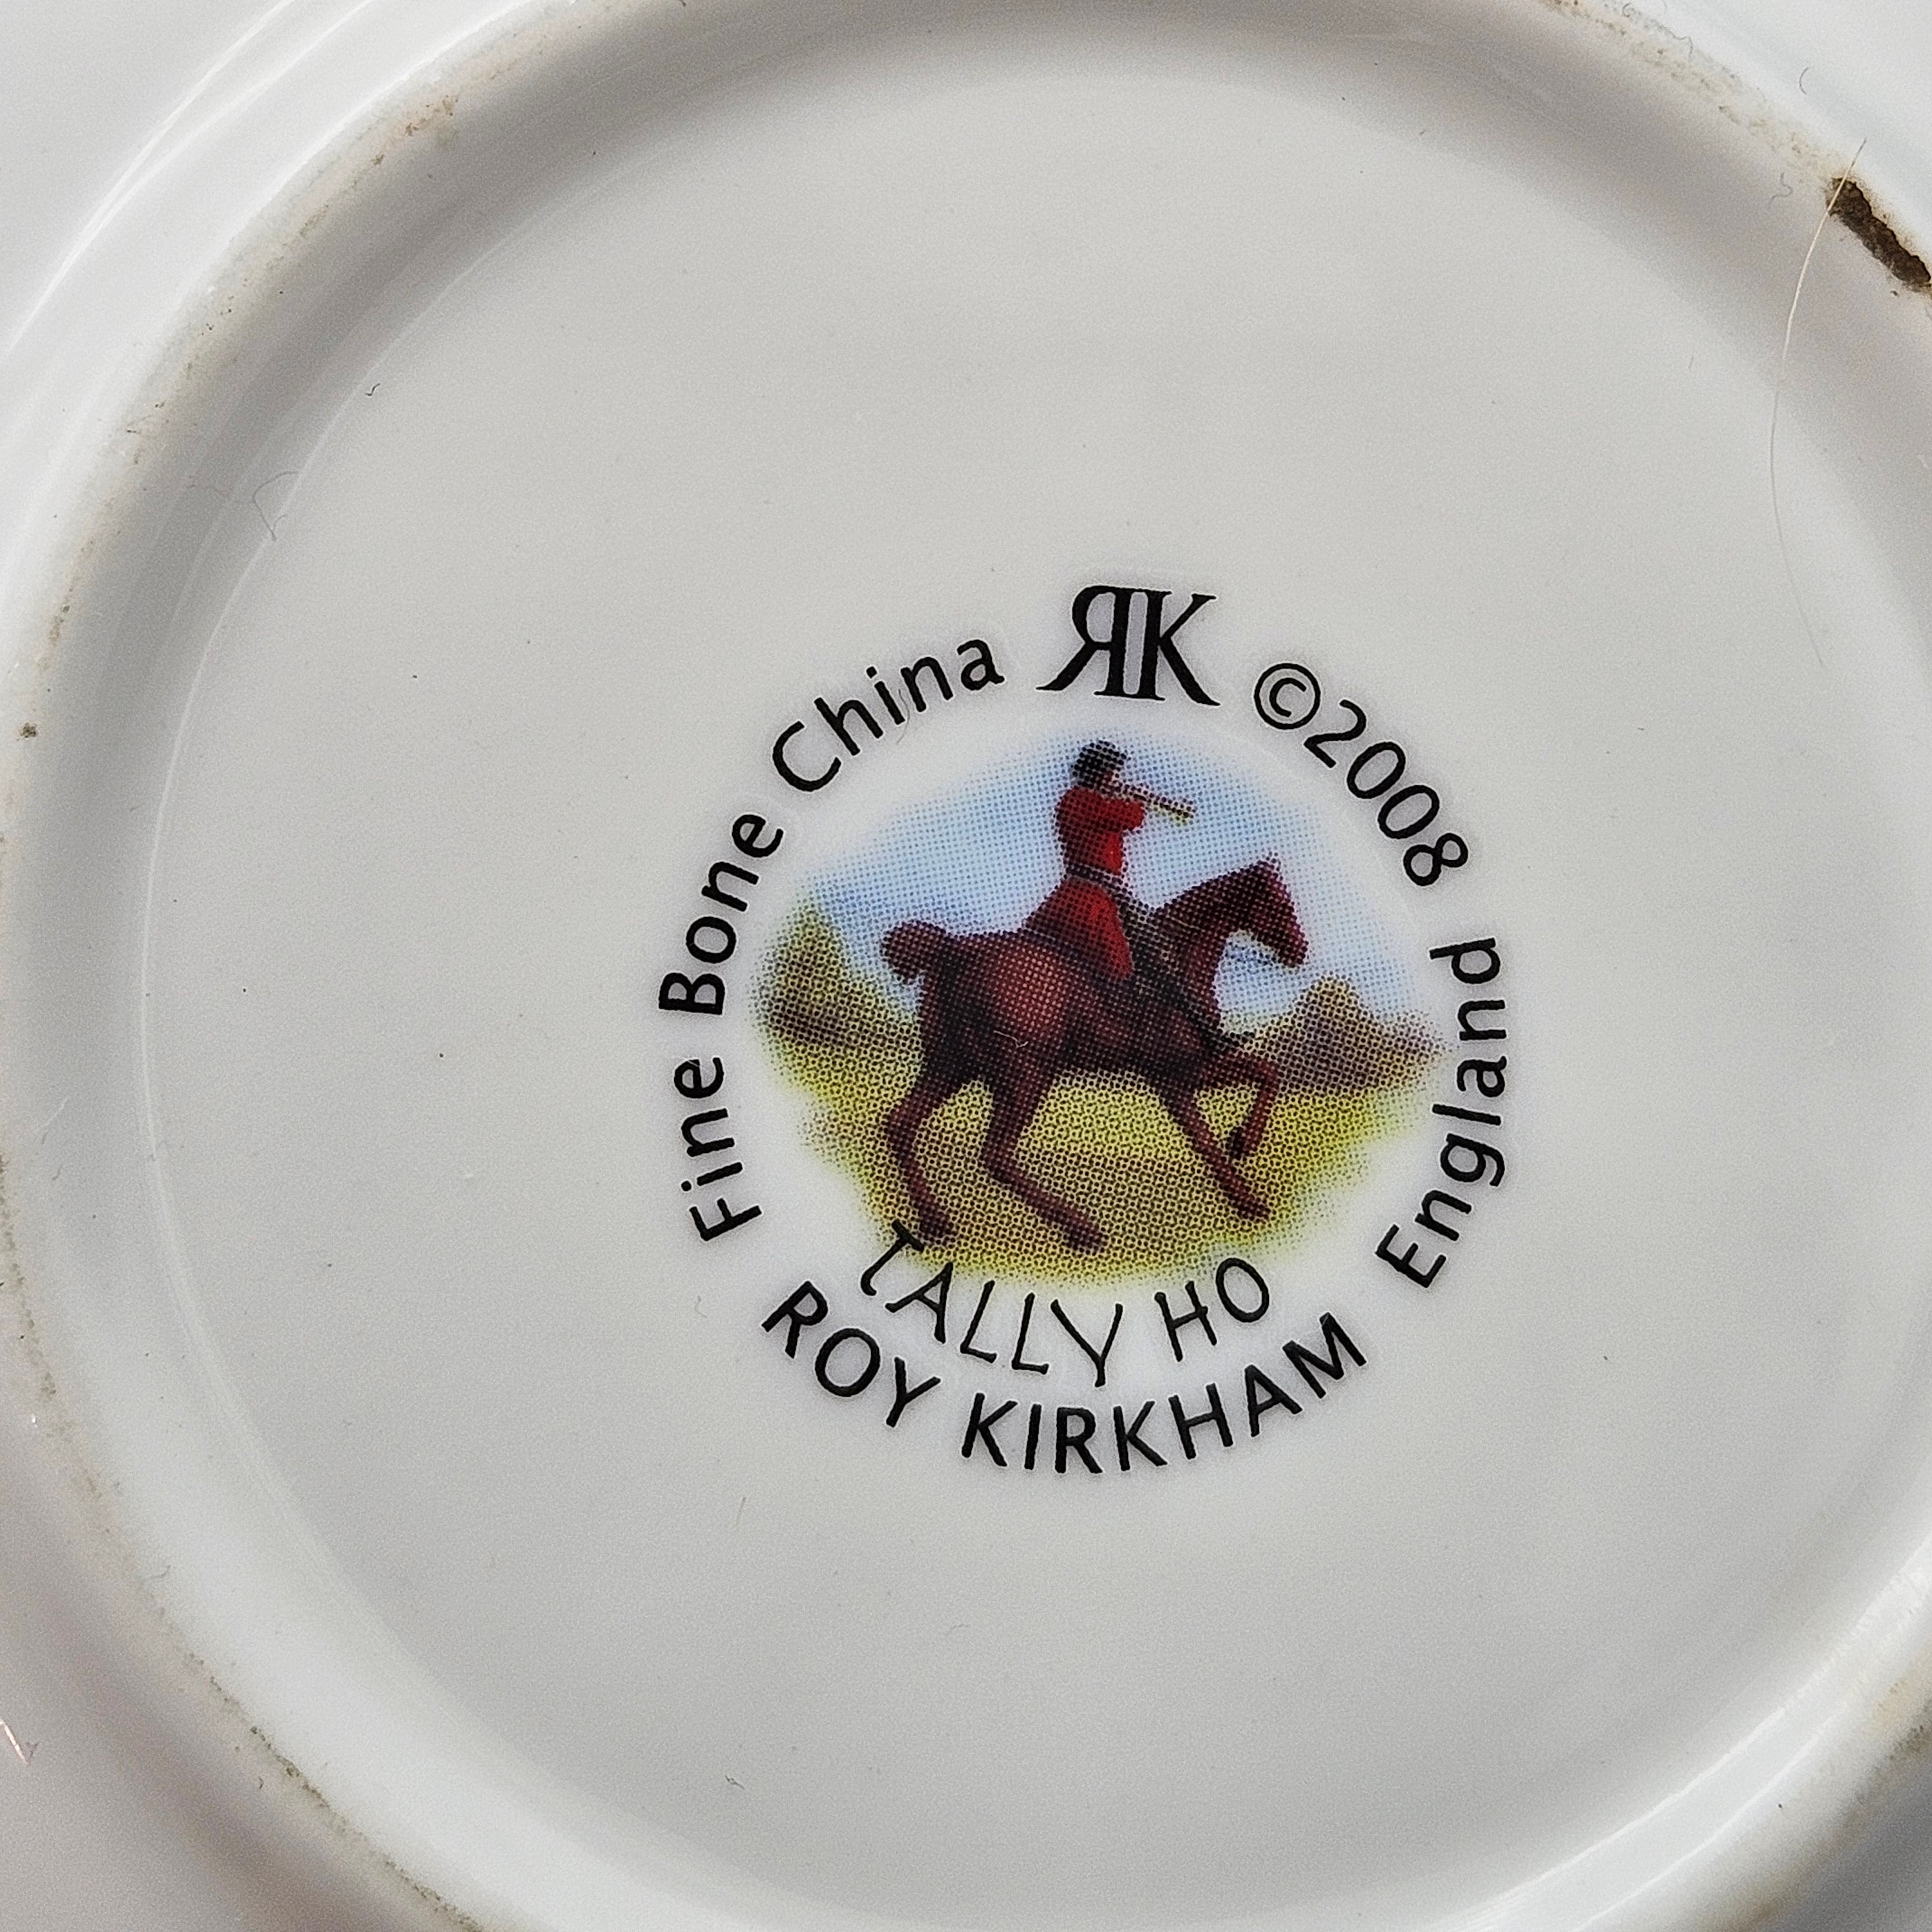 RK
Fine Bone China ©2008 England
TALLY HO
ROY KIRKHAM